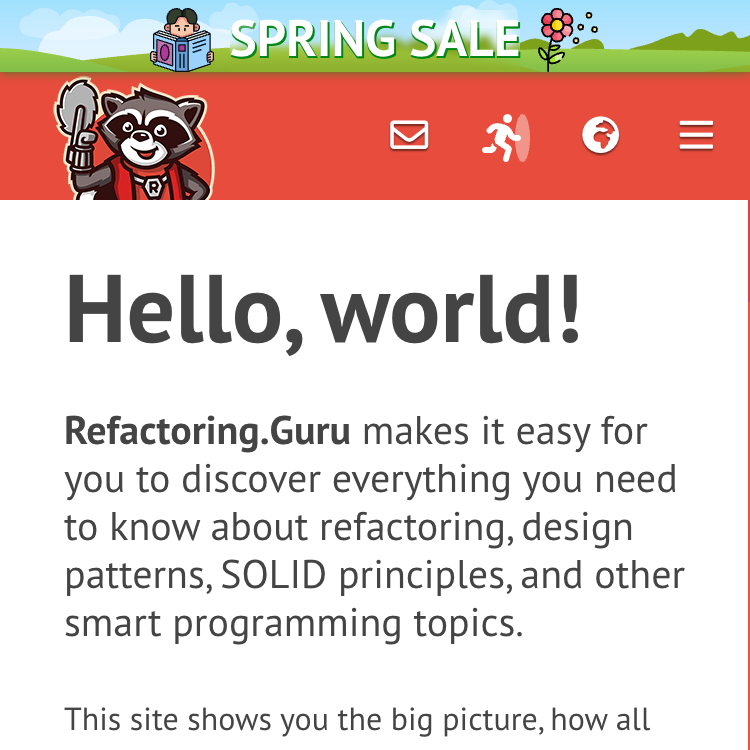 SPRING SALE
R
Hello, world!
Refactoring.Guru makes it easy for
you to discover everything you need
to know about refactoring, design
patterns, SOLID principles, and other
smart programming topics.
This site shows you the big picture, how all